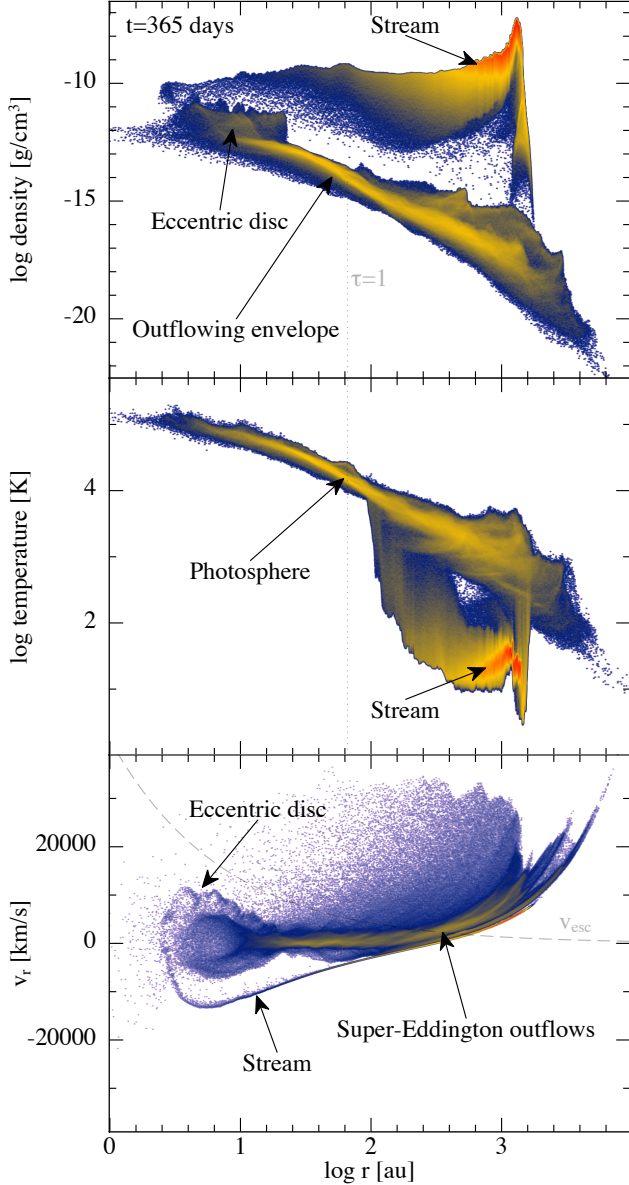 t=365 days
Stream
-10
log density [g/cm³]
Eccentric disc
-15
τ=1
Outflowing envelope
-20
4
log temperature [K]
Photosphere
2
Stream
Eccentric disc
20000
v_r [km/s]
0
v_esc
Super-Eddington outflows
-20000
Stream
0 1 2 3
log r [au]